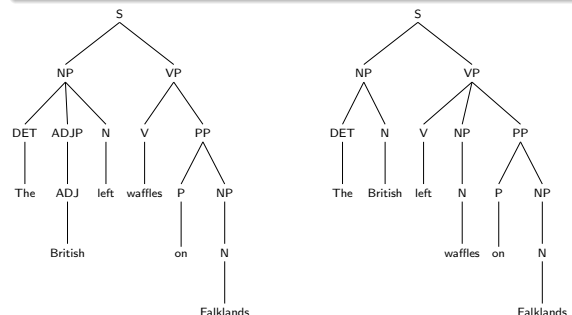 S S
NP VP NP VP
DET ADJP N V PP DET N V NP PP
The ADJ left waffles P NP The British left N P NP
British on N waffles on N
Falklands Falklands